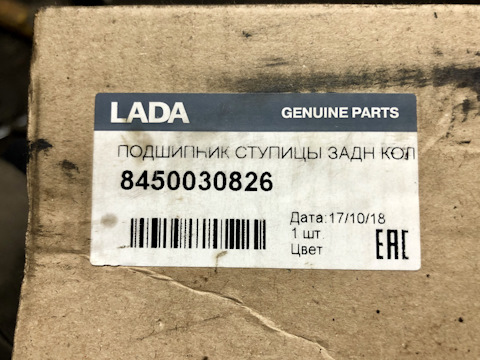 LADA GENUINE PARTS
ПОДШИПНИК СТУПИЦЫ ЗАДН КОЛ
8450030826
Дата:17/10/18
1 шт
Цвет
EAC